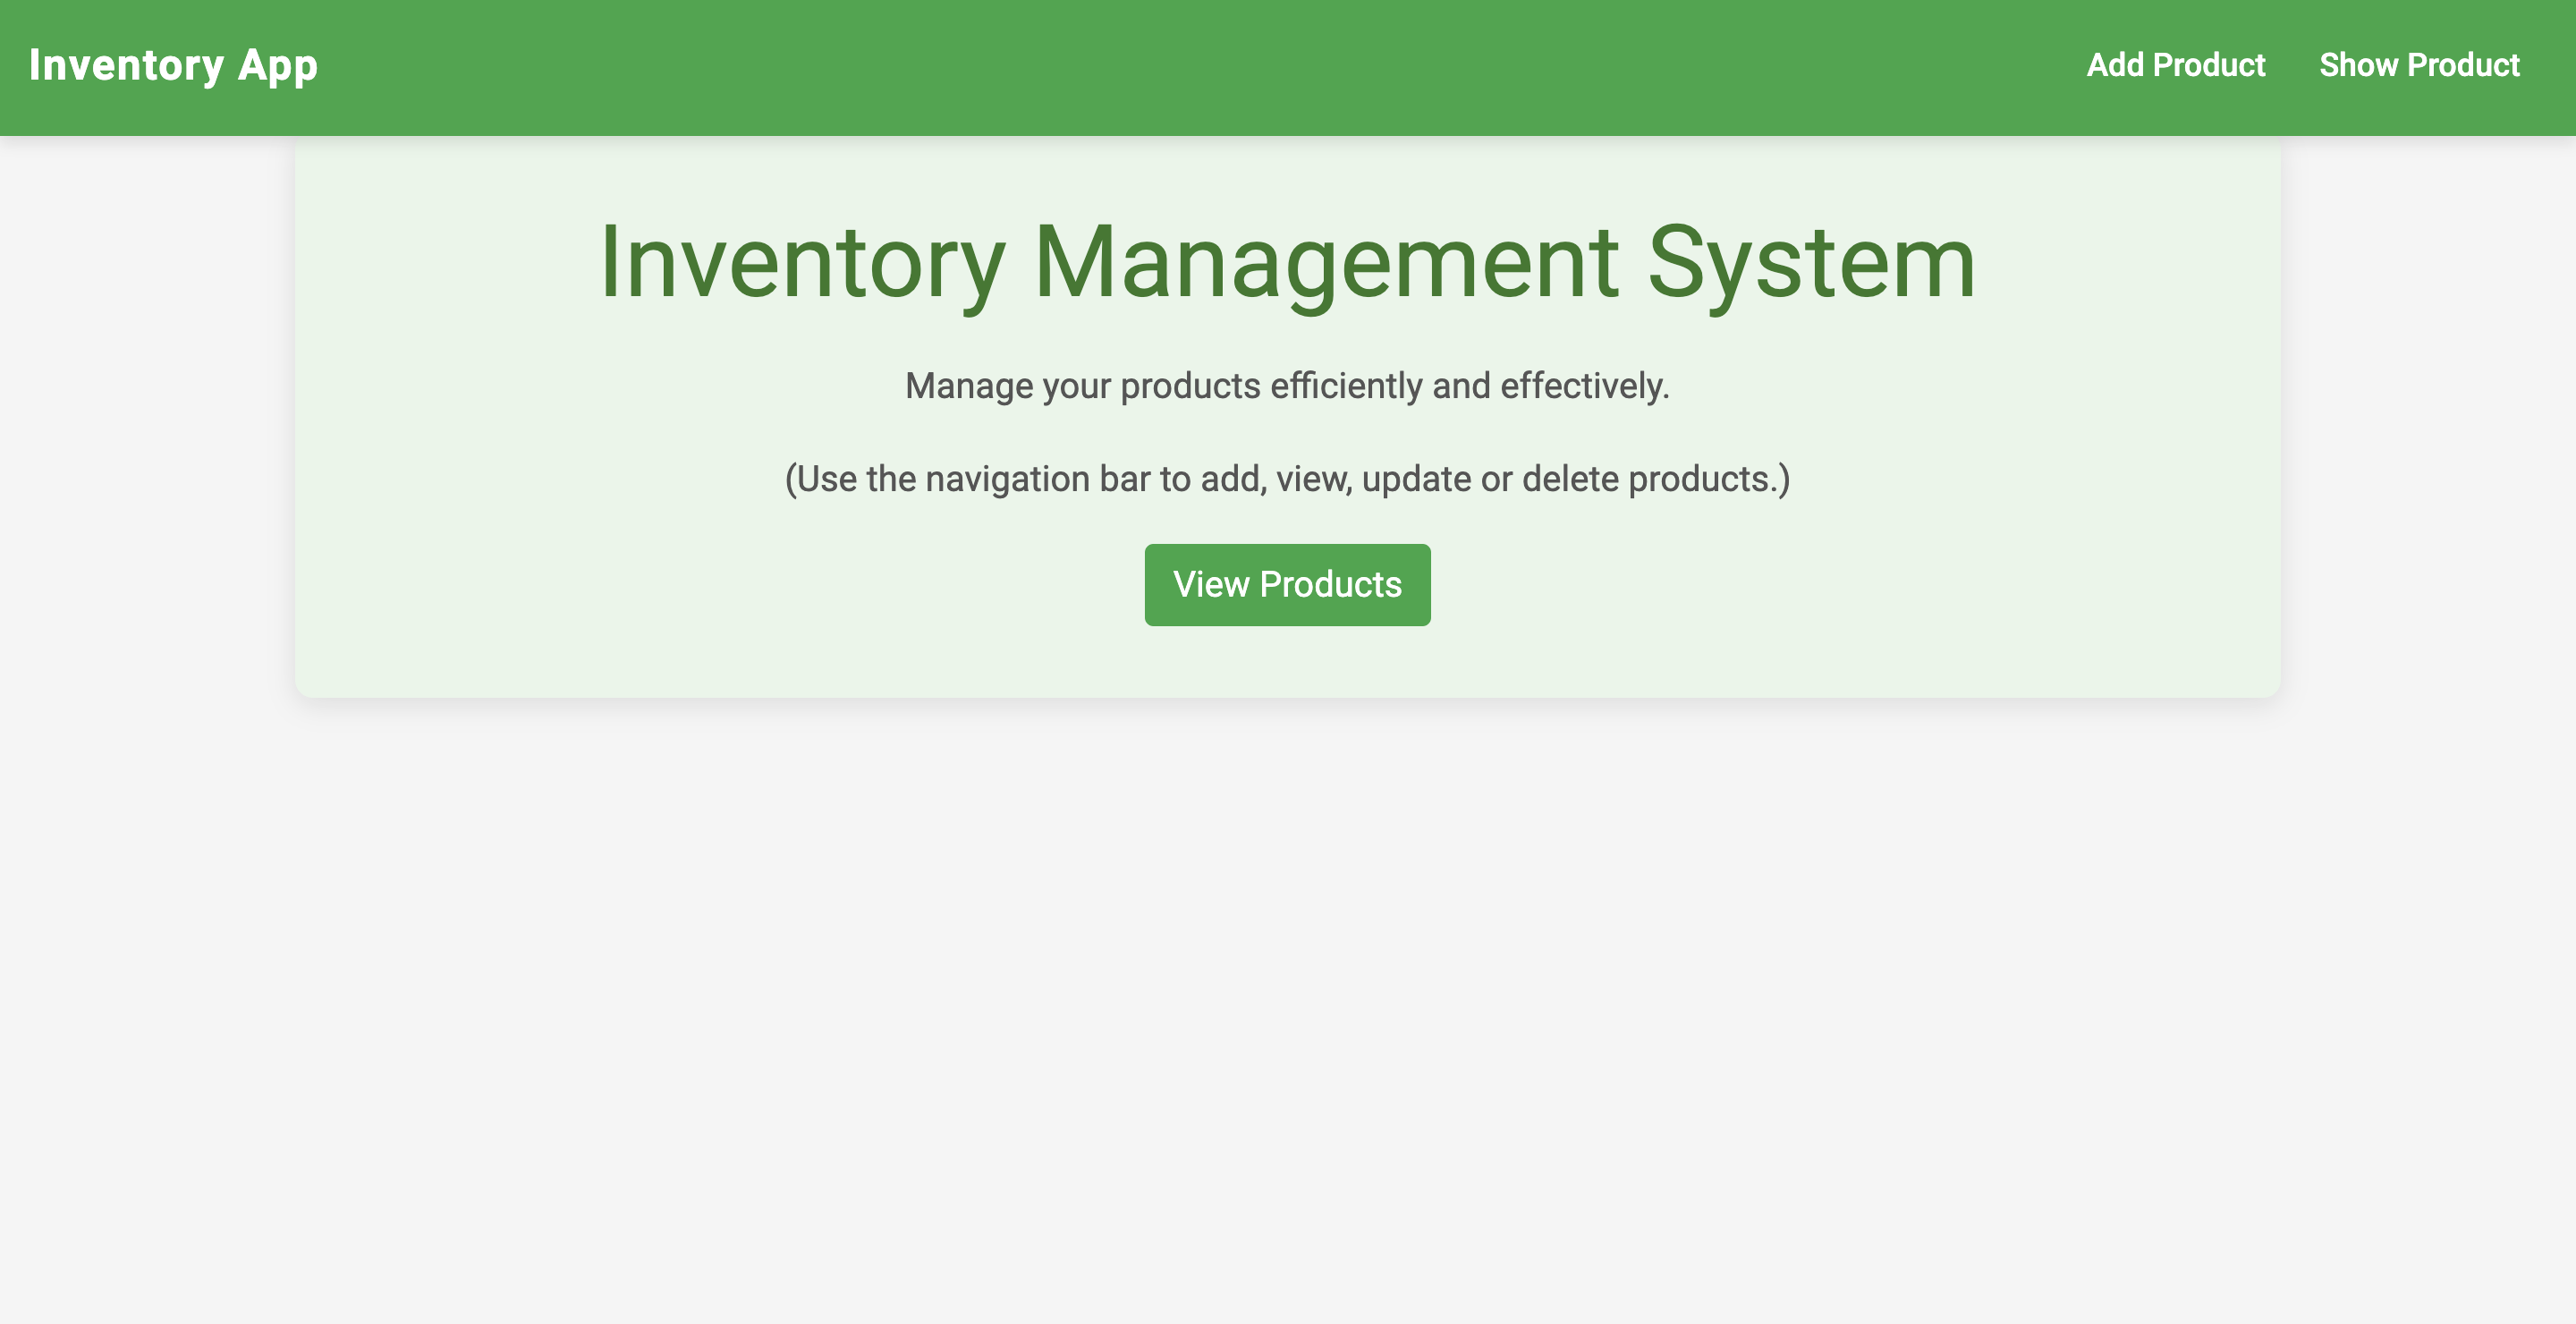 Inventory App
Add Product
Show Product
Inventory Management System
Manage your products efficiently and effectively.
(Use the navigation bar to add, view, update or delete products.)
View Products